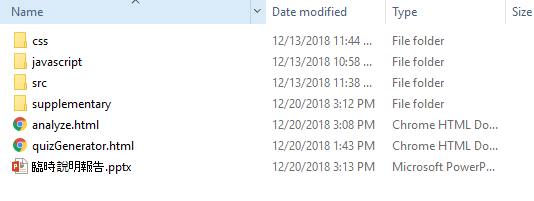 Name Date modified Type Size
css 12/13/2018 11:44 ... File folder
javascript 12/13/2018 10:58 ... File folder
src 12/13/2018 11:38 ... File folder
supplementary 12/20/2018 3:12 PM File folder
analyze.html 12/20/2018 3:08 PM Chrome HTML Do...
quizGenerator.html 12/20/2018 1:43 PM Chrome HTML Do...
臨時說明報告.pptx 12/20/2018 3:13 PM Microsoft PowerP...